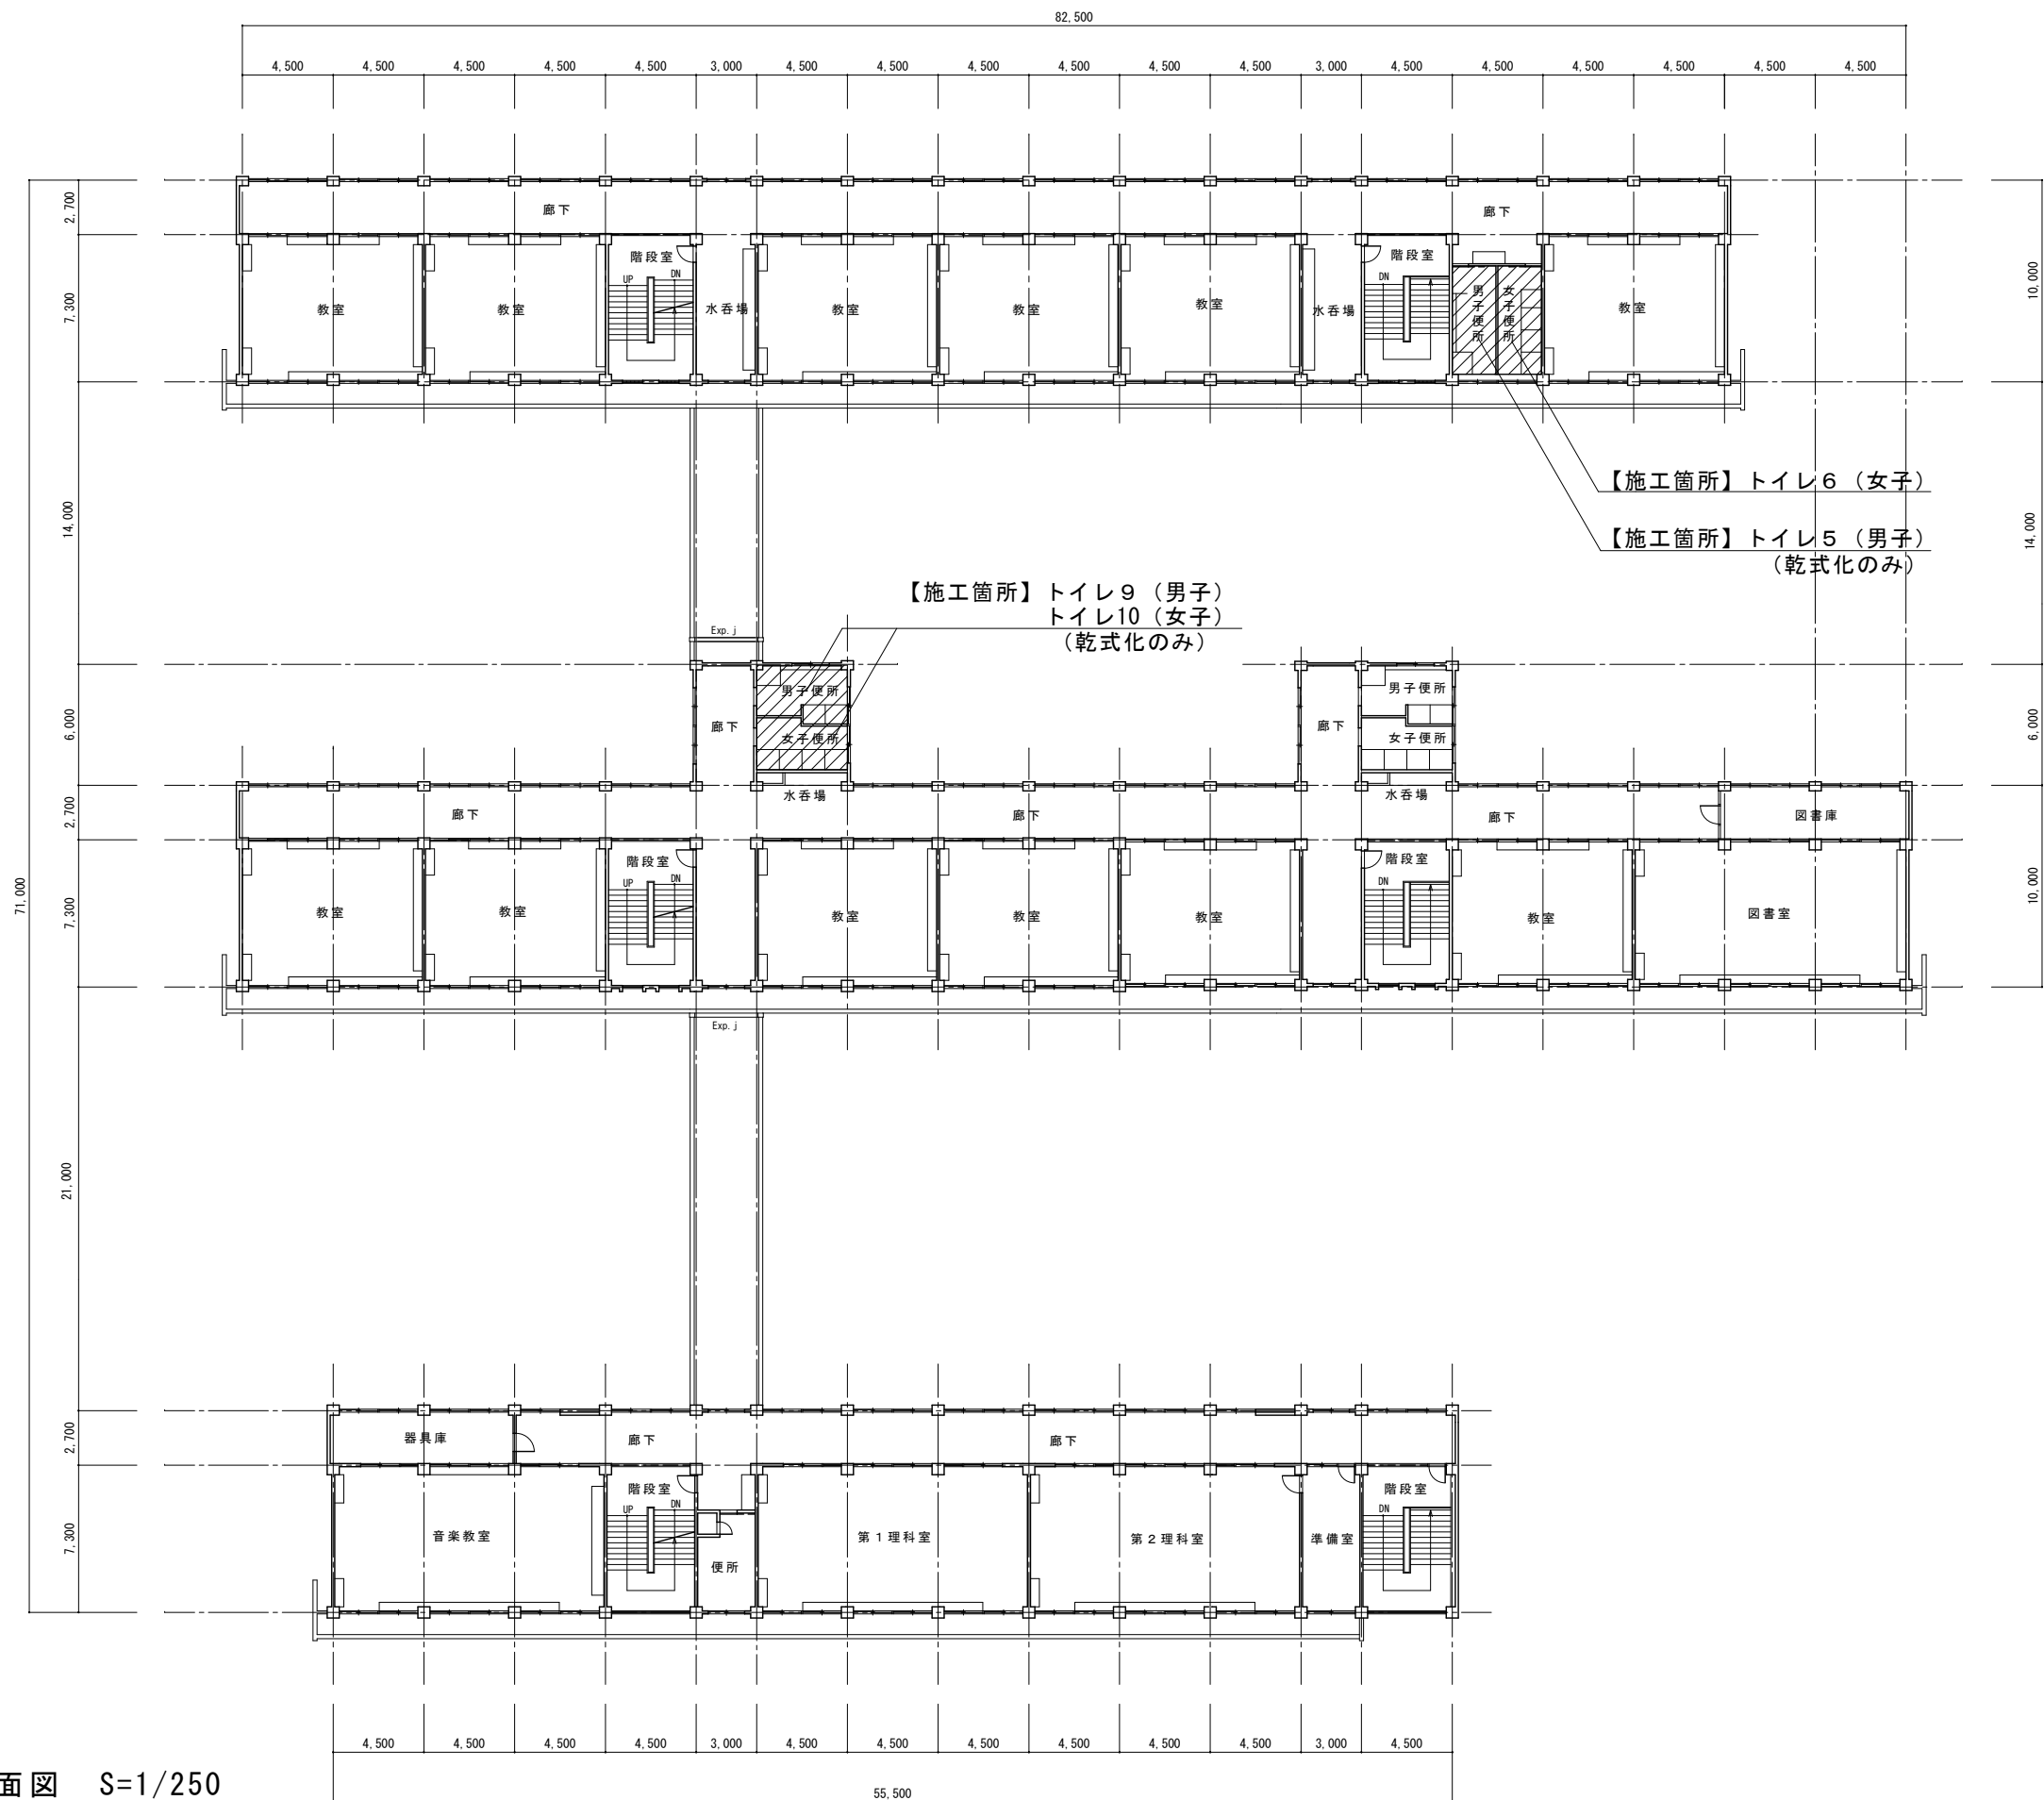 82,500
4,500 4,500 4,500 4,500 4,500 3,000 4,500 4,500 4,500 4,500 4,500 4,500 3,000 4,500 4,500 4,500 4,500 4,500 4,500
2,700
廊下 廊下
階段室 階段室
UP DN DN
7,300
10,000
教室 教室 水呑場 教室 教室 教室 水呑場 男子便所 女子便所 教室
【施工箇所】トイレ6（女子）
14,000
14,000
【施工箇所】トイレ5（男子）
（乾式化のみ）
【施工箇所】トイレ9（男子）
トイレ10（女子）
（乾式化のみ）
Exp.j
男子便所 男子便所
6,000 廊下 廊下 6,000
女子便所 女子便所
水呑場 水呑場
2,700 廊下 廊下 廊下 図書庫
階段室 階段室
UP DN DN
71,000
7,300
10,000
教室 教室 教室 教室 教室 教室 図書室
Exp.j
21,000
2,700 器具庫 廊下 廊下
階段室 階段室
UP DN DN
7,300 音楽教室 便所 第1理科室 第2理科室 準備室
4,500 4,500 4,500 4,500 3,000 4,500 4,500 4,500 4,500 4,500 4,500 3,000 4,500
面図 S=1/250
55,500